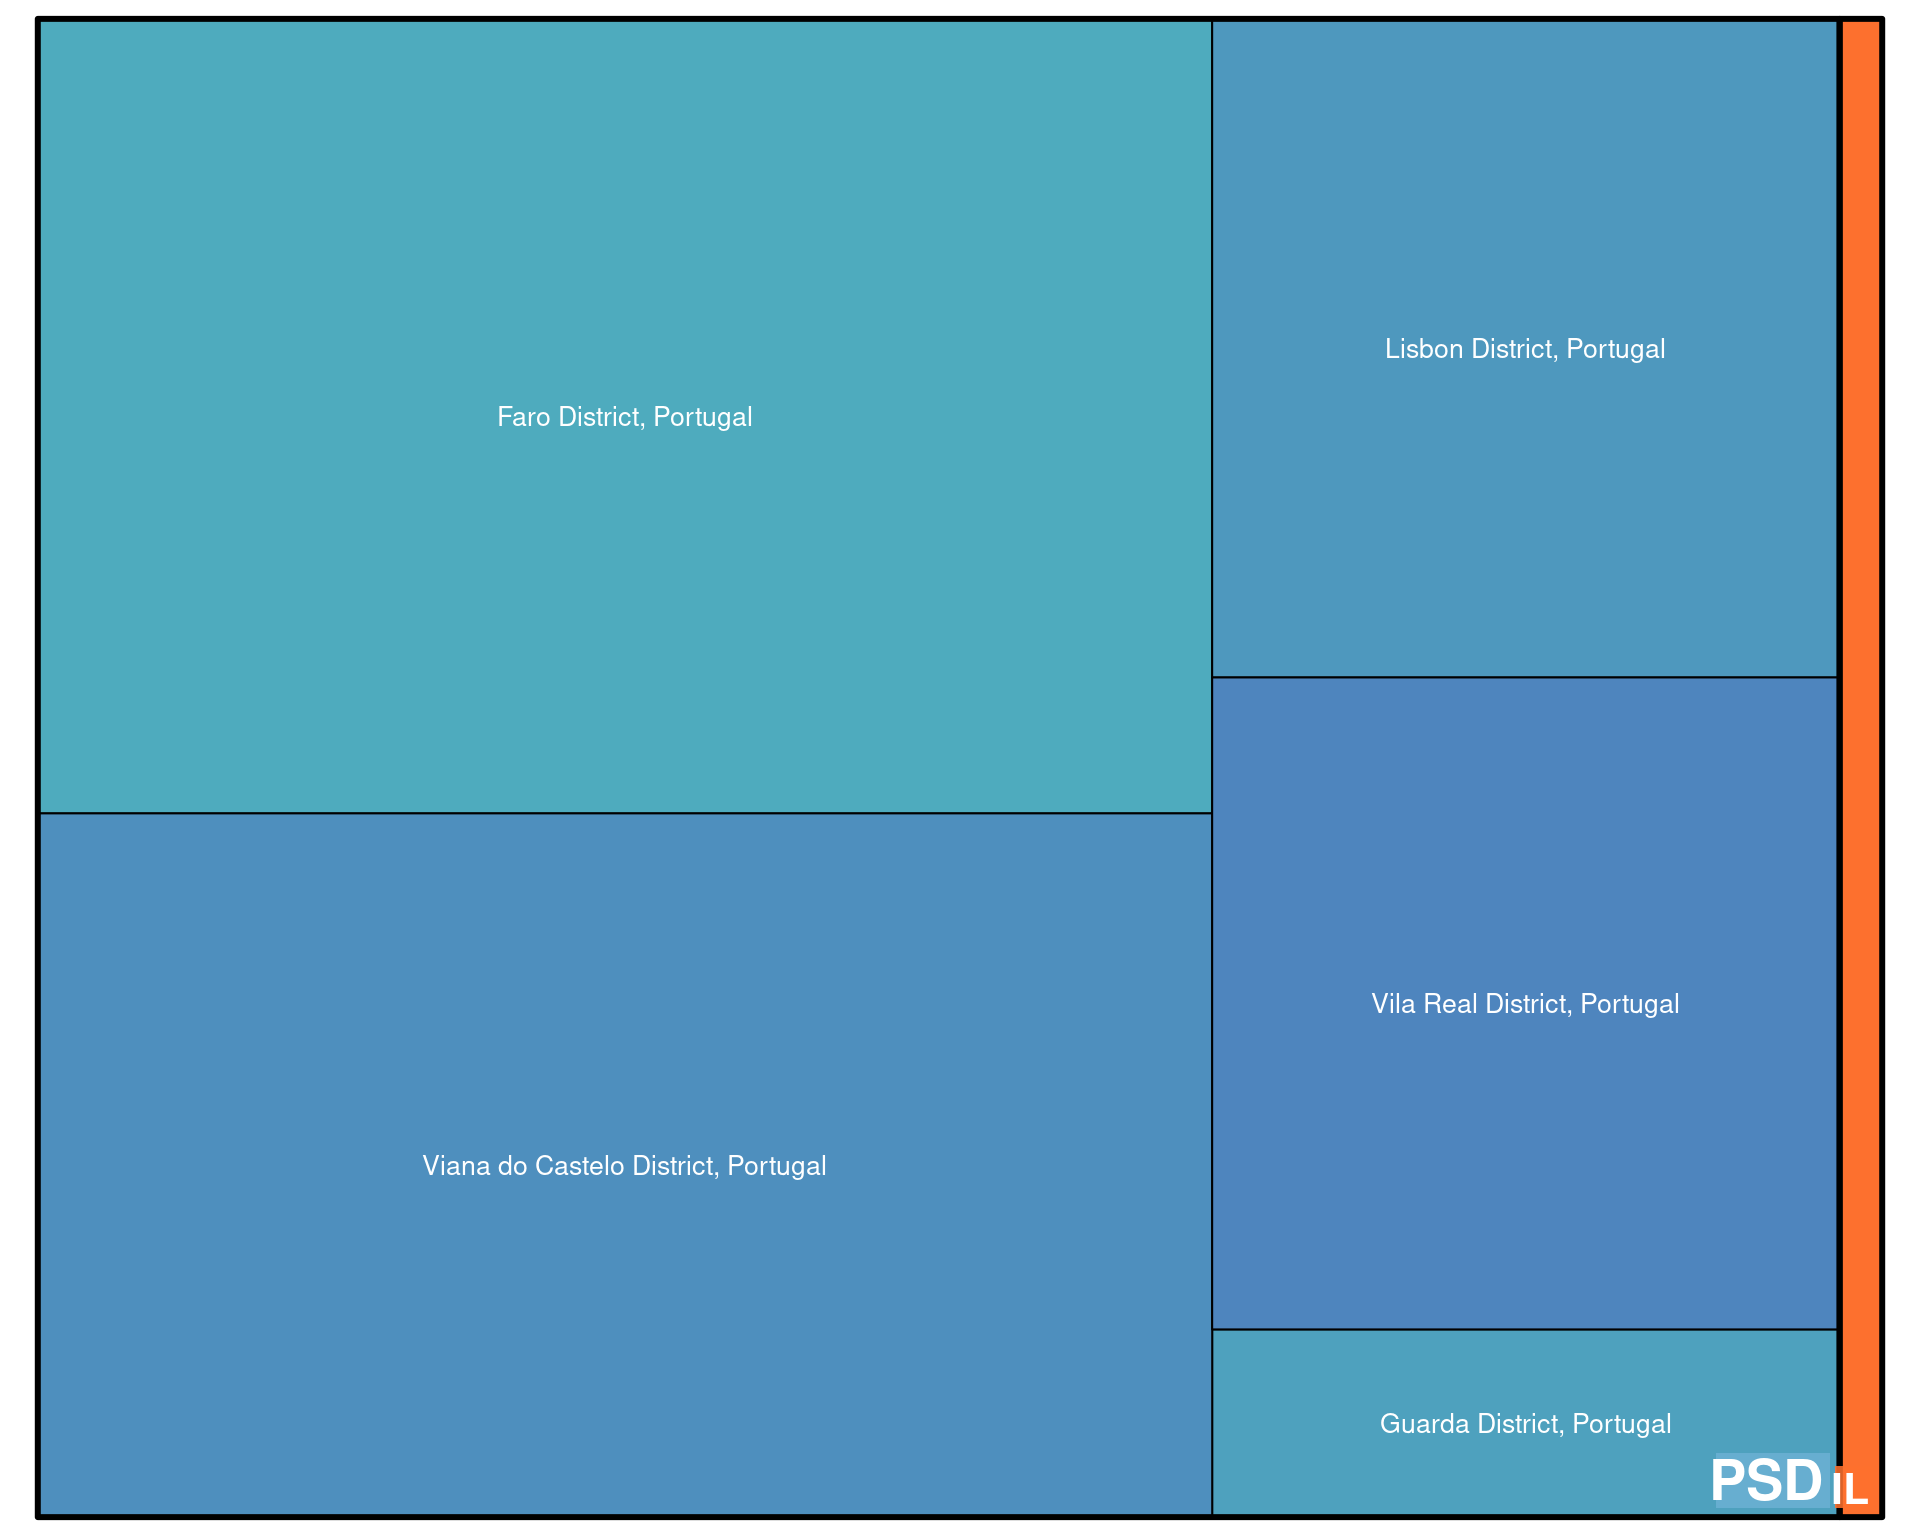 Faro District, Portugal
Lisbon District, Portugal
Viana do Castelo District, Portugal
Vila Real District, Portugal
Guarda District, Portugal
PSD
IL